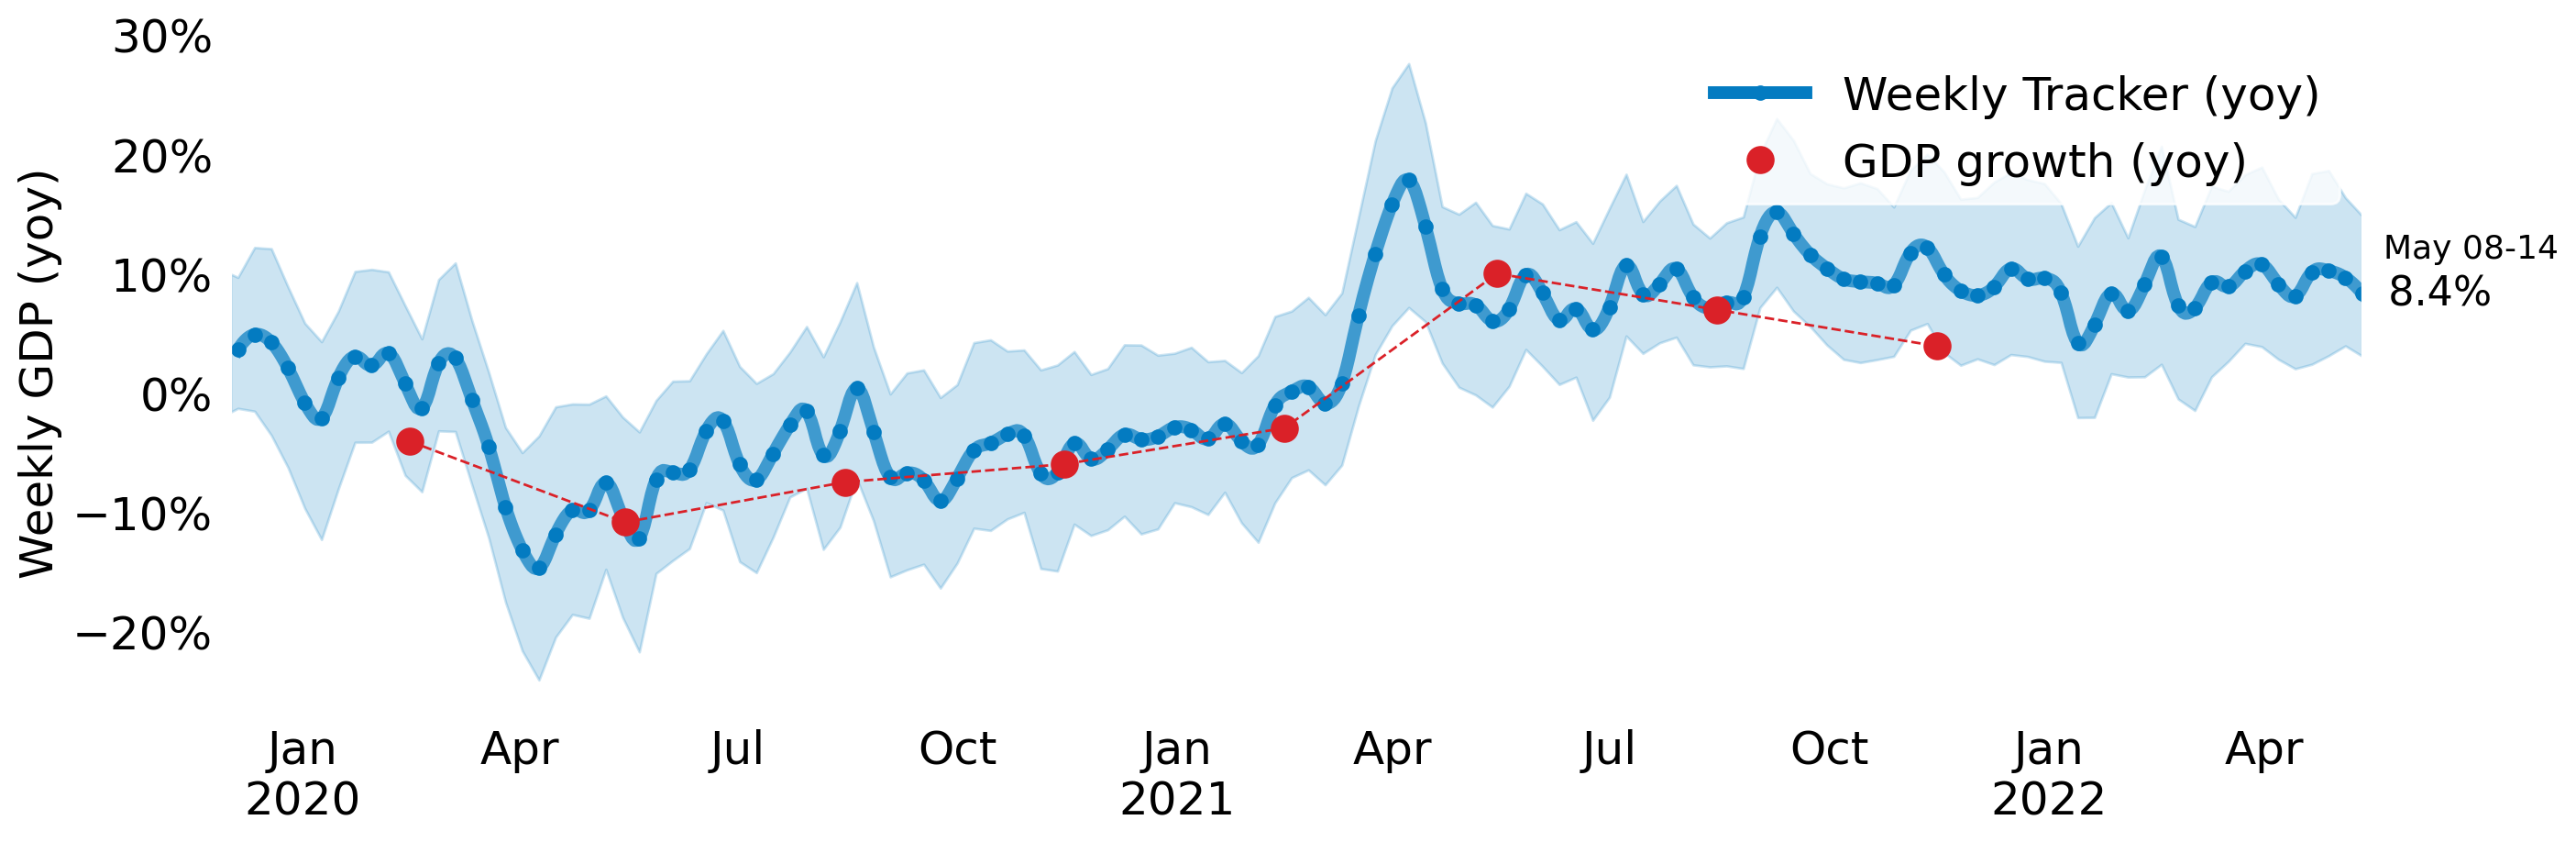 Weekly GDP (yoy)
30%
20%
10%
0%
−10%
−20%
Weekly Tracker (yoy)
GDP growth (yoy)
May 08-14
8.4%
Jan
2020
Apr
Jul
Oct
Jan
2021
Apr
Jul
Oct
Jan
2022
Apr